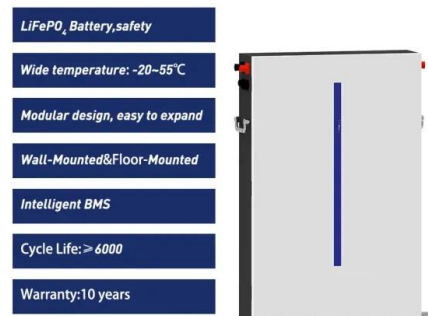 LiFePO₄ Battery,safety
Wide temperature: -20~55℃
Modular design, easy to expand
Wall-Mounted&Floor-Mounted
Intelligent BMS
Cycle Life:≥6000
Warranty:10 years